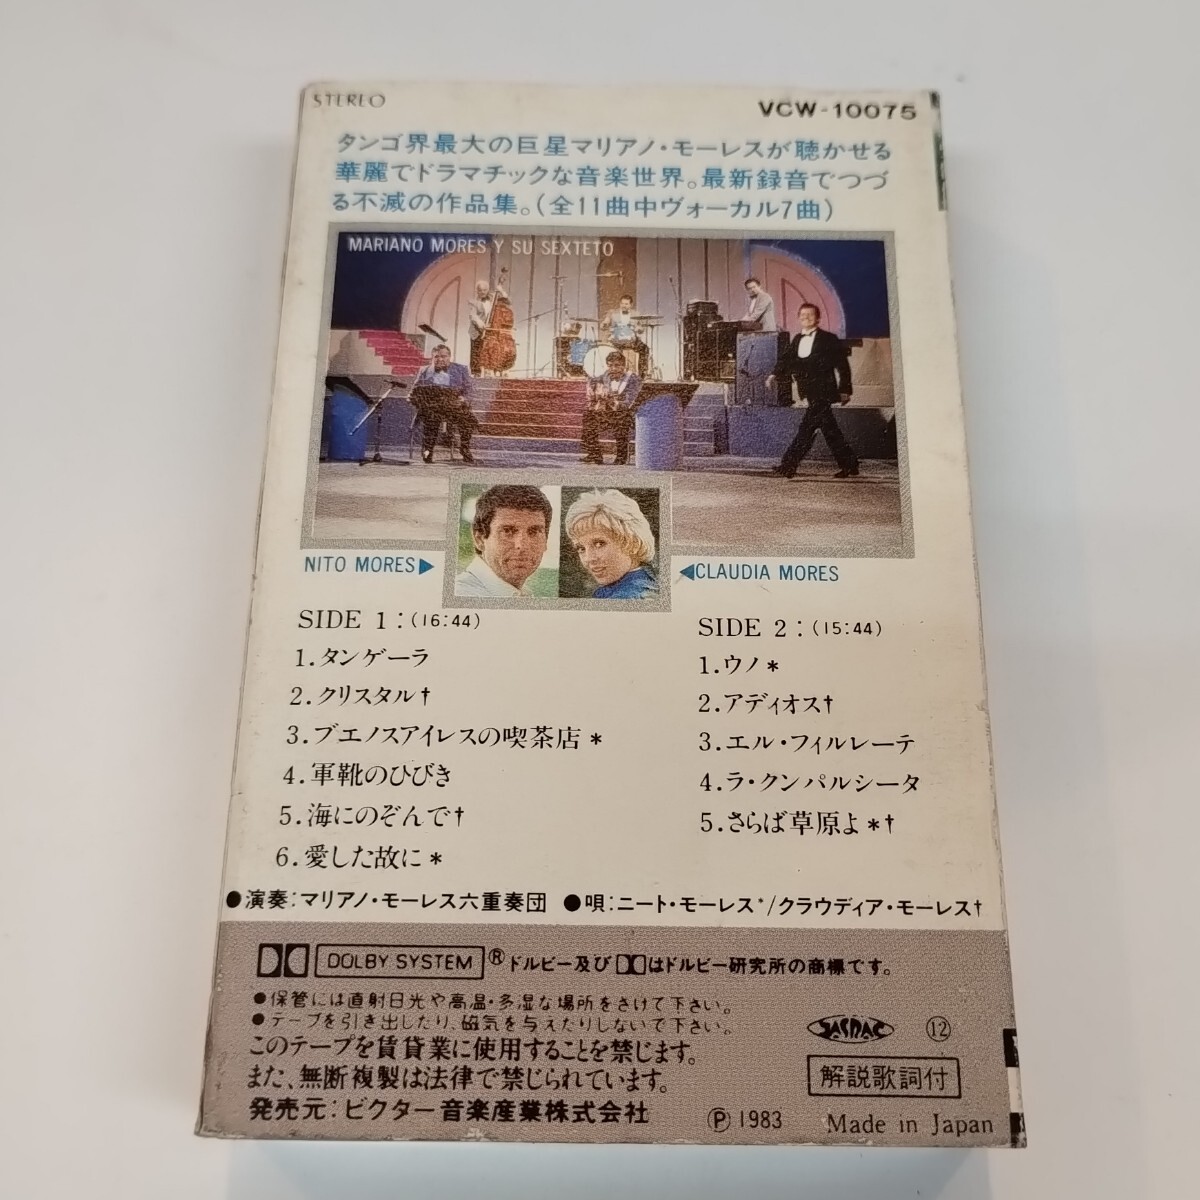 STEREO
VCW-10075
タンゴ界最大の巨星マリアノ・モーレスが聴かせる
華麗でドラマチックな音楽世界。最新録音でつづ
る不滅の作品集。(全11曲中ヴォーカル7曲)
MARIANO MORES Y SU SEXTETO
NITO MORES▶
◀CLAUDIA MORES
SIDE 1:(16:44)
1.タンゲーラ
2.クリスタル†
3.ブエノスアイレスの喫茶店*
4.軍靴のひびき
5.海にのぞんで†
6.愛した故に*
SIDE 2:(15:44)
1.ウノ*
2.アディオス†
3.エル・フィルレーテ
4.ラ・クンパルシータ
5.さらば草原よ*†
●演奏:マリアノ・モーレス六重奏団 ●唄:ニート・モーレス*/クラウディア・モーレス†
DOLBY SYSTEM ® ドルビー及びはドルビー研究所の商標です。
●保管には直射日光や高温・多湿な場所をさけて下さい。
●テープを引き出したり、磁気を与えたりしないで下さい。
このテープを賃貸業に使用することを禁じます。
また、無断複製は法律で禁じられています。
発売元:ビクター音楽産業株式会社
⑫
解説歌詞付
Ⓟ1983 Made in Japan